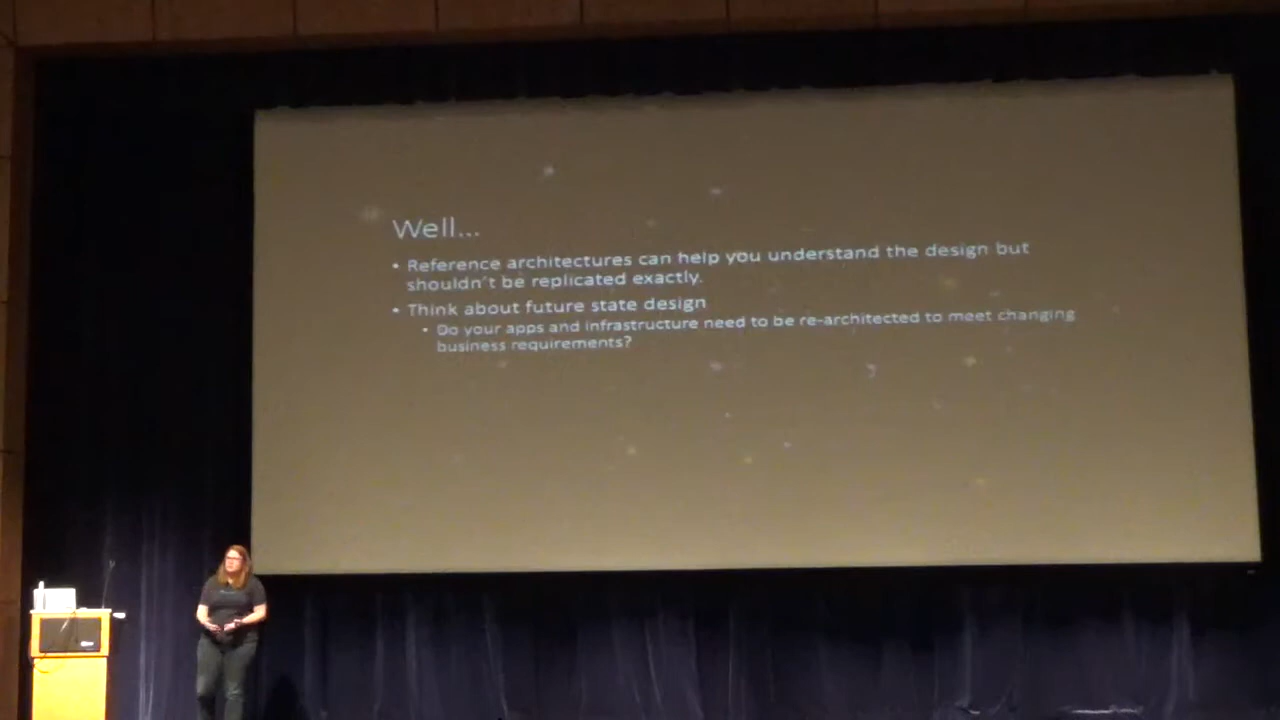 Well...
• Reference architectures can help you understand the design but
shouldn't be replicated exactly.
• Think about future state design
• Do your apps and infrastructure need to be re-architected to meet changing
business requirements?